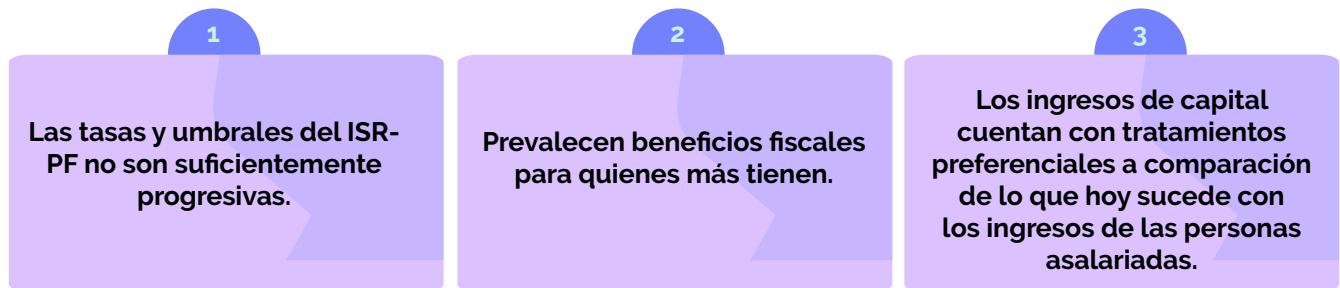 1
Las tasas y umbrales del ISR-
PF no son suficientemente
progresivas.
2
Prevalecen beneficios fiscales
para quienes más tienen.
3
Los ingresos de capital
cuentan con tratamientos
preferenciales a comparación
de lo que hoy sucede con
los ingresos de las personas
asalariadas.